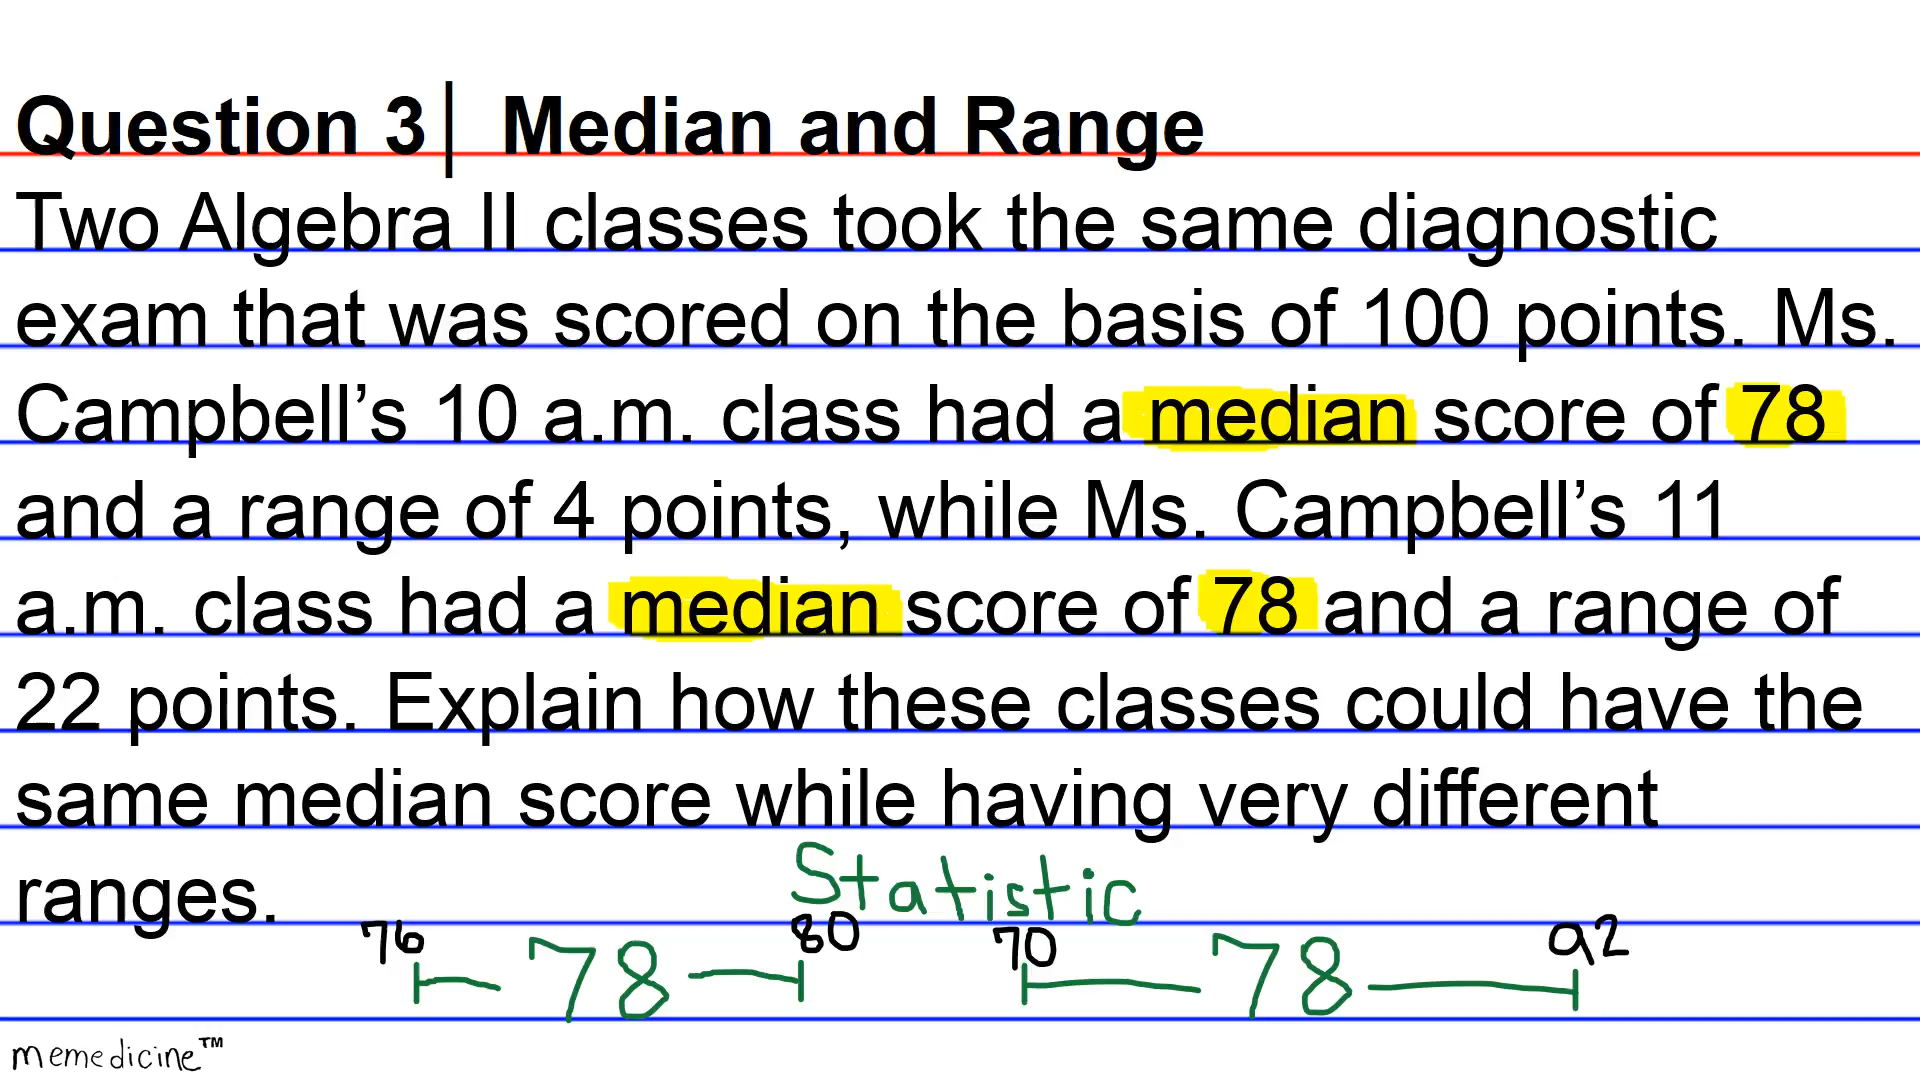 Question 3| Median and Range
Two Algebra II classes took the same diagnostic
exam that was scored on the basis of 100 points. Ms.
Campbell’s 10 a.m. class had a median score of 78
and a range of 4 points, while Ms. Campbell’s 11
a.m. class had a median score of 78 and a range of
22 points. Explain how these classes could have the
same median score while having very different
ranges.
Statistic
76 80 70 92
78 78
memedicine™